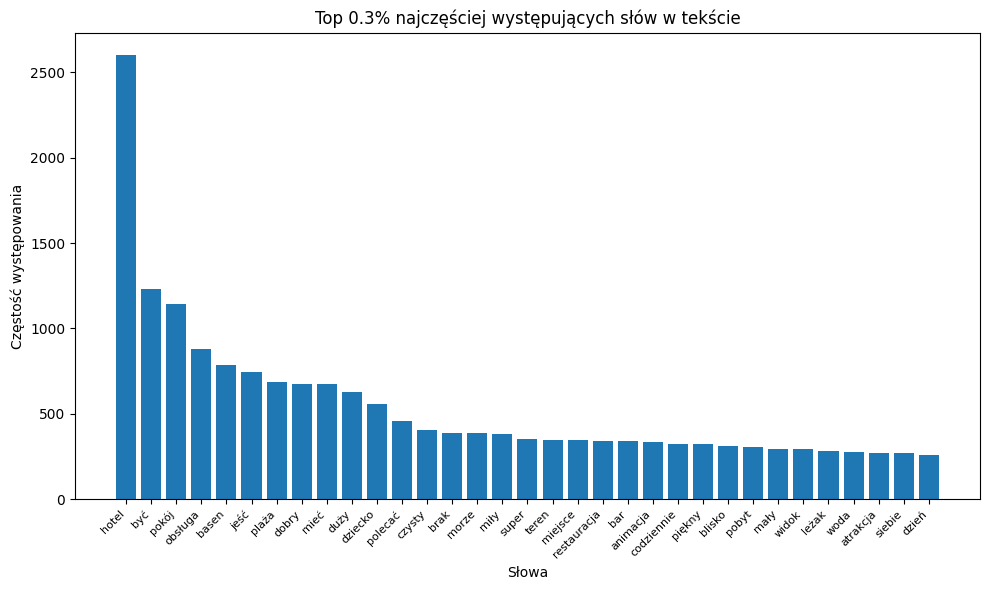 Top 0.3% najczęściej występujących słów w tekście
Częstość występowania
2500
2000
1500
1000
500
0
hotel
być
pokój
obsługa
basen
jeść
plaża
dobry
mieć
duży
dziecko
polecać
czysty
brak
morze
miły
super
teren
miejsce
restauracja
bar
animacja
codziennie
piękny
blisko
pobyt
mały
widok
leżak
woda
atrakcja
siebie
dzień
Słowa